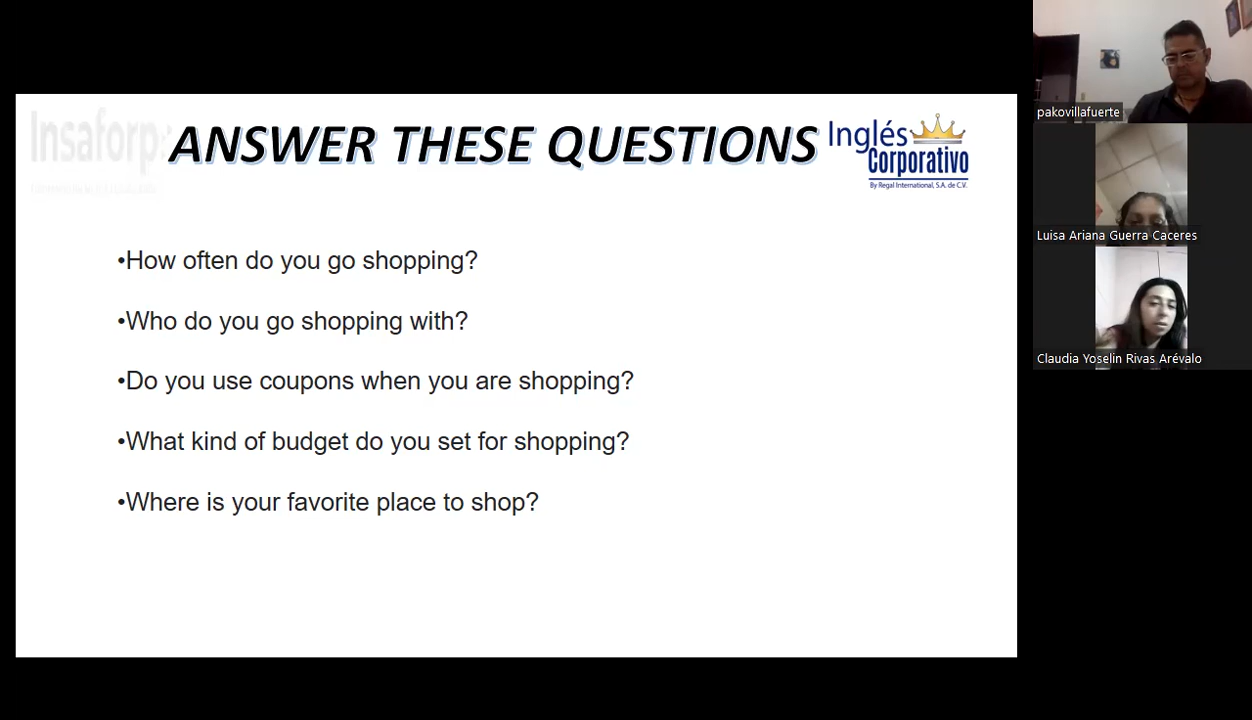 Insaforp
ANSWER THESE QUESTIONS
Inglés
Corporativo
By Regal International, S.A. de C.V.
•How often do you go shopping?
•Who do you go shopping with?
•Do you use coupons when you are shopping?
•What kind of budget do you set for shopping?
•Where is your favorite place to shop?
pakovillafuerte
Luisa Ariana Guerra Caceres
Claudia Yoselin Rivas Arévalo